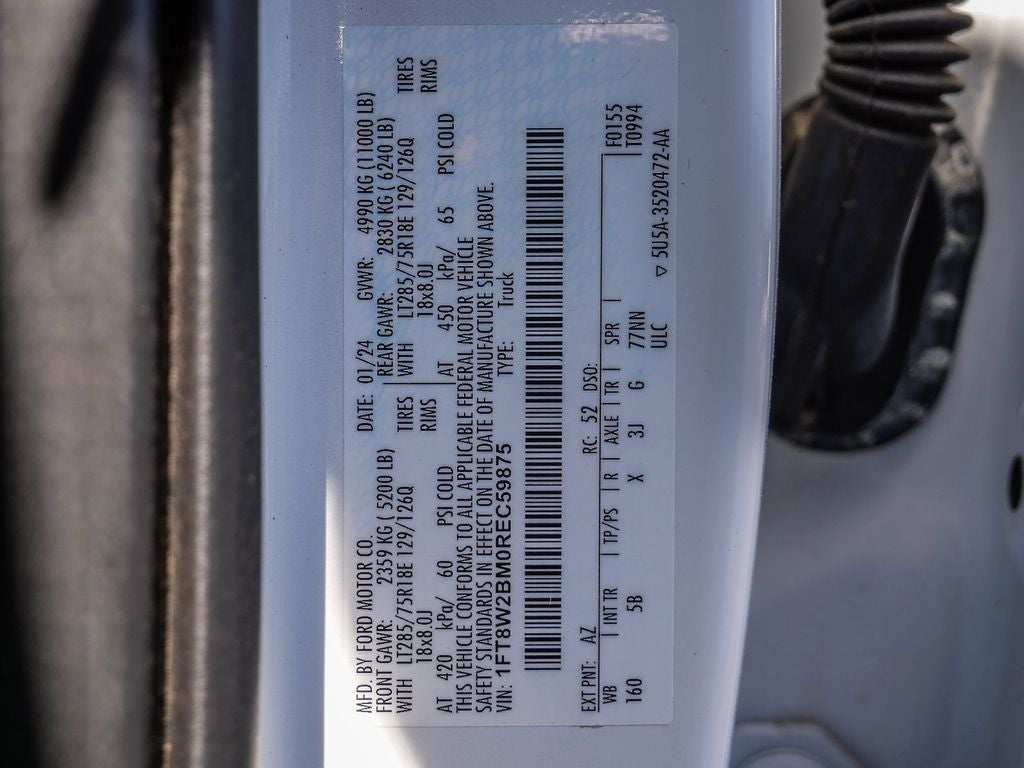 MFD. BY FORD MOTOR CO.
DATE: 01/24 GVWR: 4990 KG (11000 LB)
FRONT GAWR: 2359 KG ( 5200 LB)
REAR GAWR: 2830 KG ( 6240 LB)
WITH LT285/75R18E 129/126Q TIRES
WITH LT285/75R18E 129/126Q TIRES
18x8.0J RIMS
18x8.0J RIMS
AT 420 kPa/ 60 PSI COLD
AT 450 kPa/ 65 PSI COLD
THIS VEHICLE CONFORMS TO ALL APPLICABLE FEDERAL MOTOR VEHICLE
SAFETY STANDARDS IN EFFECT ON THE DATE OF MANUFACTURE SHOWN ABOVE.
VIN: 1FT8W2BM0REC59875 TYPE: Truck
EXT PNT: AZ RC: 52 DSO: F0155
WB INT TR TP/PS R AXLE TR SPR T0994
160 5B X 3J G 77NN
ULC ▽ 5U5A-3520472-AA